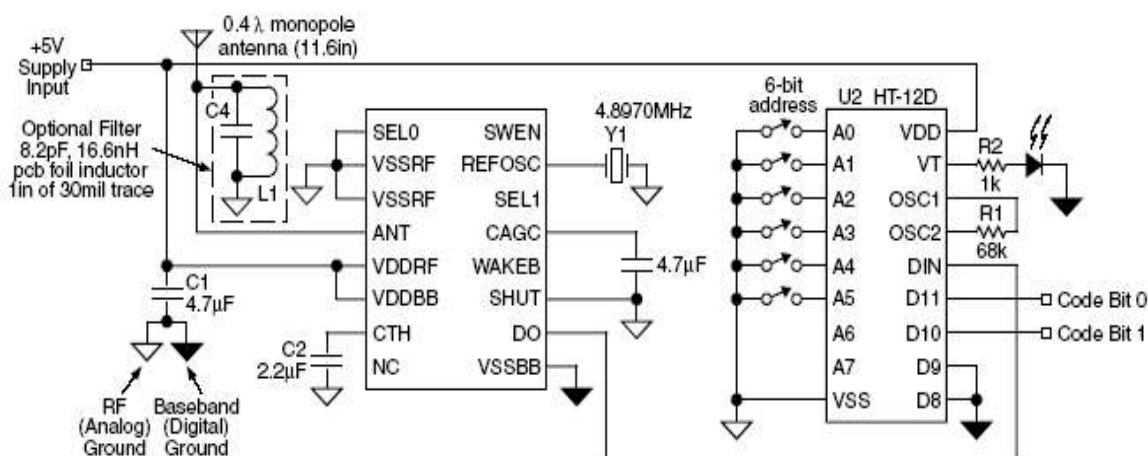 0.4 λ monopole
antenna (11.6in)
+5V
Supply
Input
C4
L1
Optional Filter
8.2pF, 16.6nH
pcb foil inductor
1in of 30mil trace
SEL0
VSSRF
VSSRF
ANT
VDDRF
VDDBB
CTH
NC
SWEN
REFOSC
SEL1
CAGC
WAKEB
SHUT
DO
VSSBB
4.8970MHz
Y1
4.7μF
C1
4.7μF
C2
2.2μF
RF
(Analog)
Ground
Baseband
(Digital)
Ground
6-bit
address
U2 HT-12D
A0
A1
A2
A3
A4
A5
A6
A7
VSS
VDD
VT
OSC1
OSC2
DIN
D11
D10
D9
D8
R2
1k
R1
68k
Code Bit 0
Code Bit 1